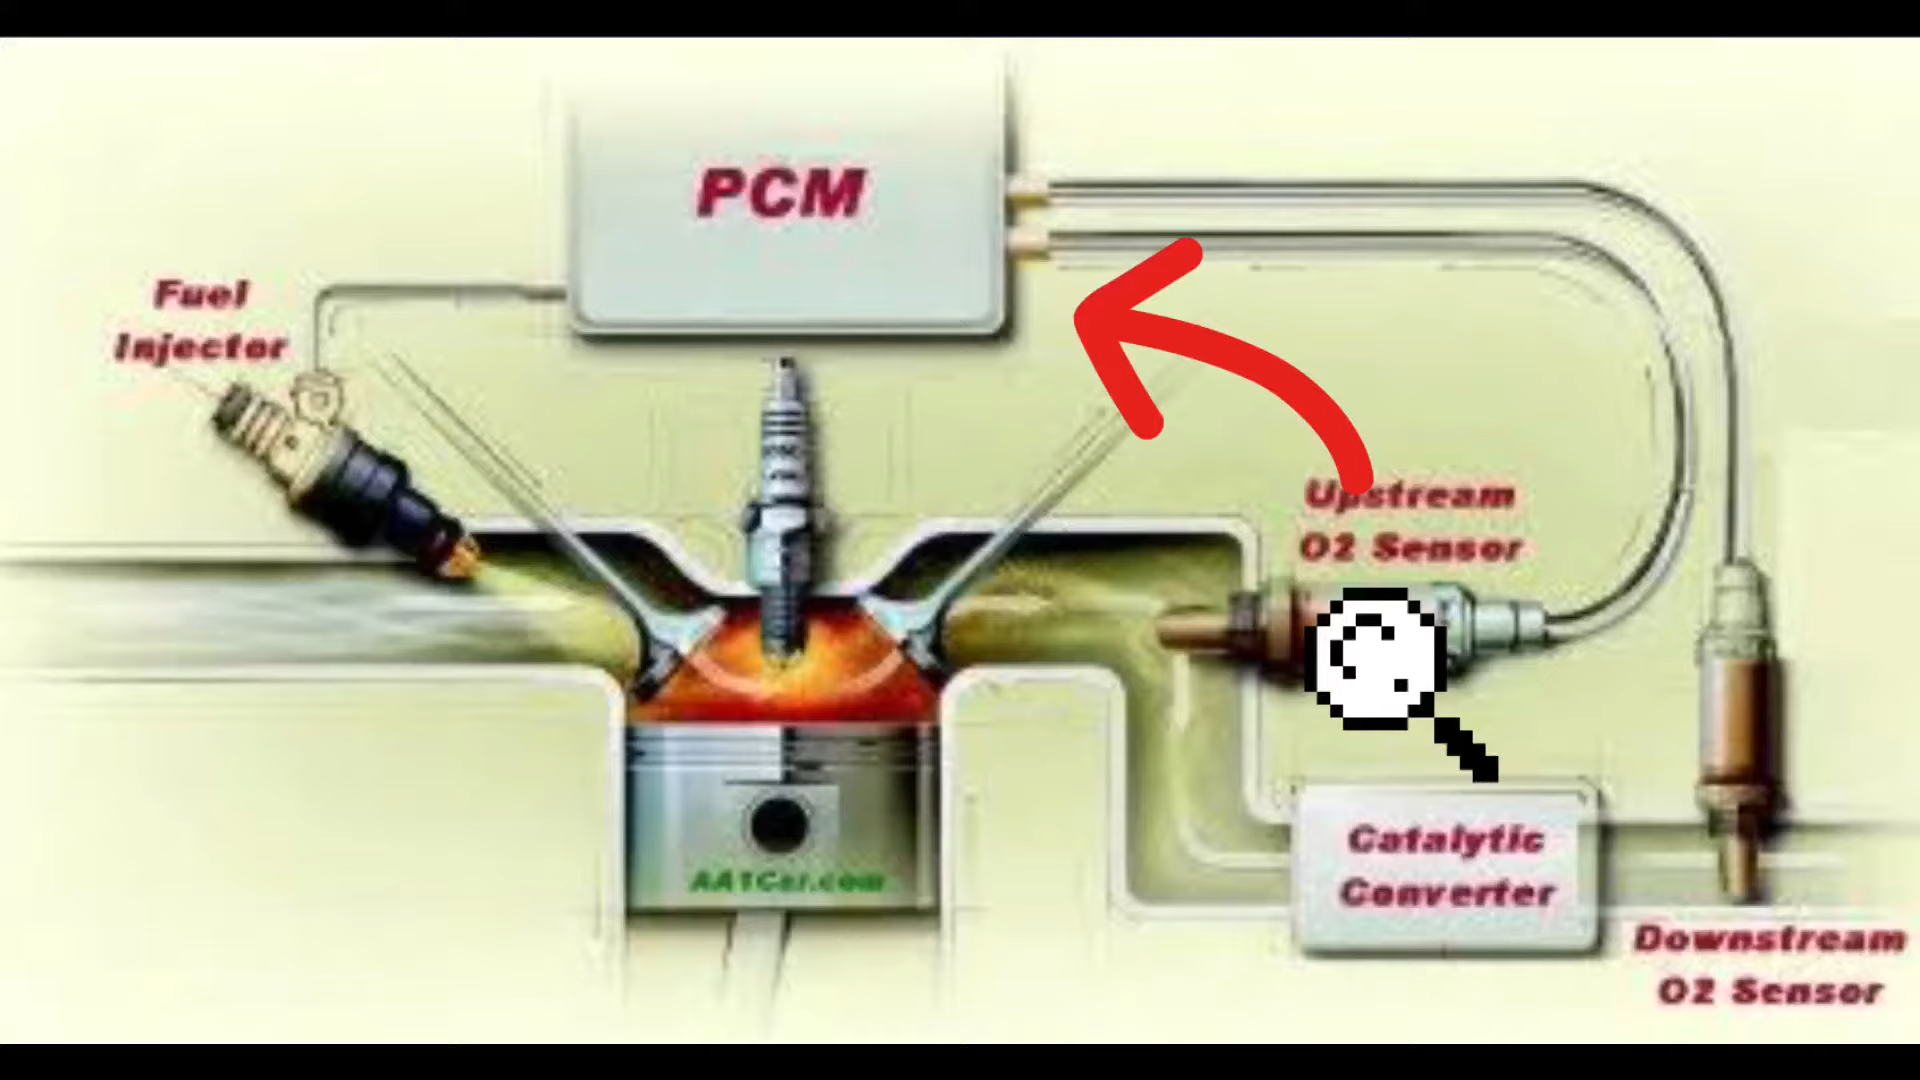 PCM
Fuel
Injector
Upstream
O2 Sensor
AA1Car.com
Catalytic
Converter
Downstream
O2 Sensor